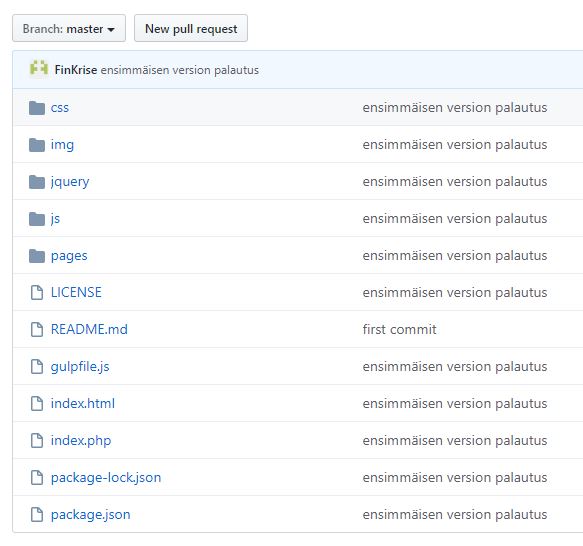 Branch: master New pull request
FinKrise ensimmäisen version palautus
css ensimmäisen version palautus
img ensimmäisen version palautus
jquery ensimmäisen version palautus
js ensimmäisen version palautus
pages ensimmäisen version palautus
LICENSE ensimmäisen version palautus
README.md first commit
gulpfile.js ensimmäisen version palautus
index.html ensimmäisen version palautus
index.php ensimmäisen version palautus
package-lock.json ensimmäisen version palautus
package.json ensimmäisen version palautus